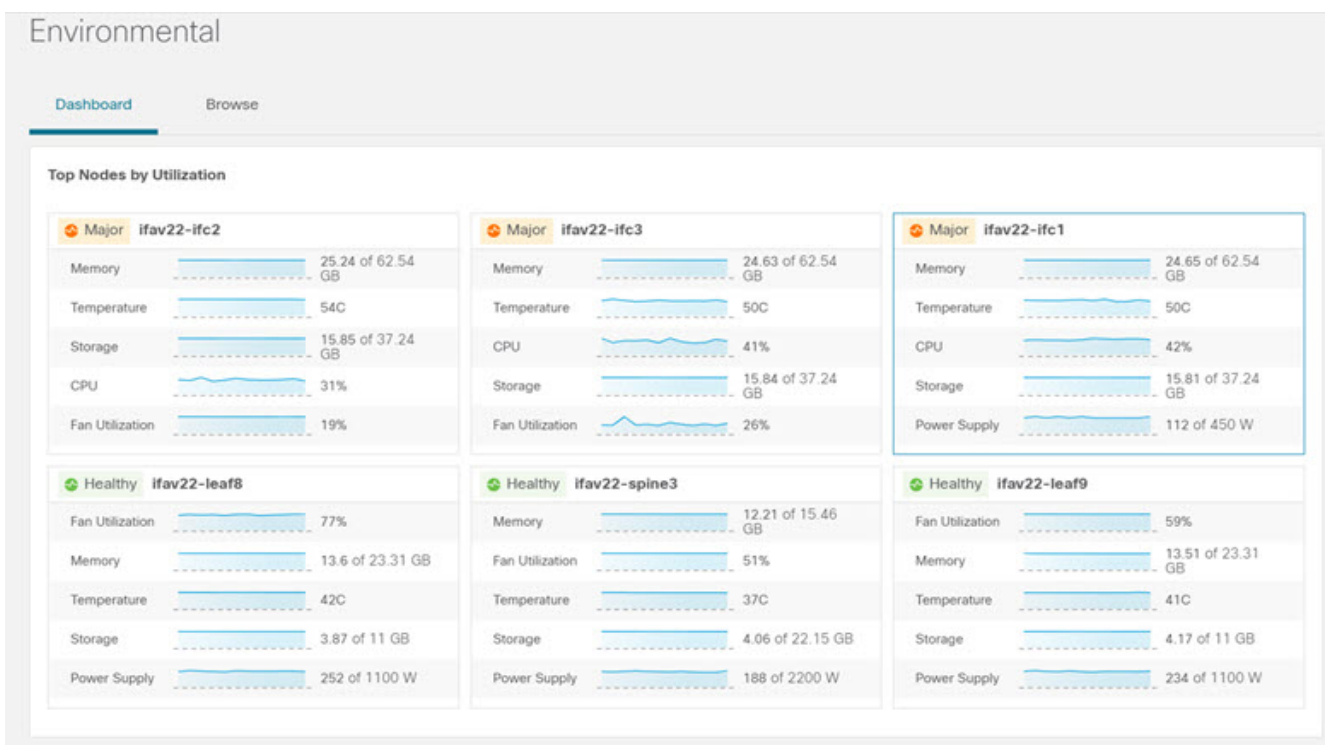 Environmental
Dashboard Browse
Top Nodes by Utilization
Major ifav22-ifc2
Memory 25.24 of 62.54
GB
Temperature 54C
Storage 15.85 of 37.24
GB
CPU 31%
Fan Utilization 19%
Major ifav22-ifc3
Memory 24.63 of 62.54
GB
Temperature 50C
CPU 41%
Storage 15.84 of 37.24
GB
Fan Utilization 26%
Major ifav22-ifc1
Memory 24.65 of 62.54
GB
Temperature 50C
CPU 42%
Storage 15.81 of 37.24
GB
Power Supply 112 of 450 W
Healthy ifav22-leaf8
Fan Utilization 77%
Memory 13.6 of 23.31 GB
Temperature 42C
Storage 3.87 of 11 GB
Power Supply 252 of 1100 W
Healthy ifav22-spine3
Memory 12.21 of 15.46
GB
Fan Utilization 51%
Temperature 37C
Storage 4.06 of 22.15 GB
Power Supply 188 of 2200 W
Healthy ifav22-leaf9
Fan Utilization 59%
Memory 13.51 of 23.31
GB
Temperature 41C
Storage 4.17 of 11 GB
Power Supply 234 of 1100 W